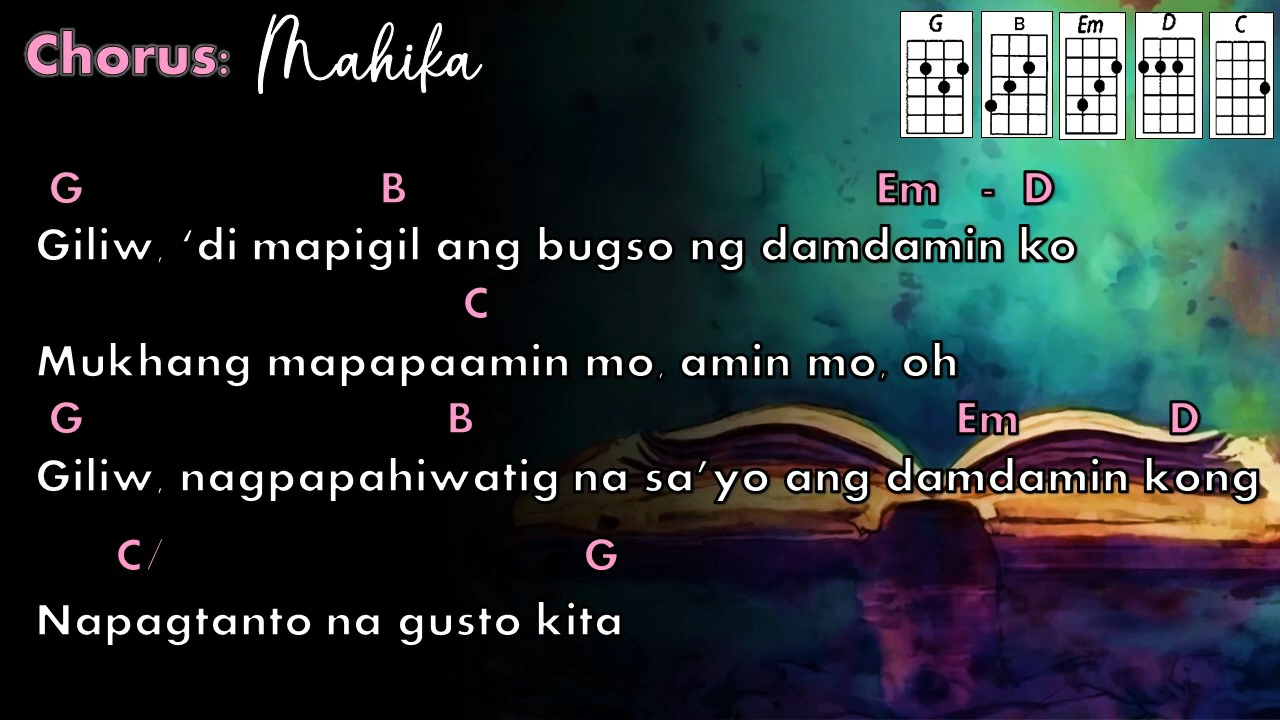 Chorus: Mahika
G B Em D C
G B Em - D
Giliw, ‘di mapigil ang bugso ng damdamin ko
C
Mukhang mapapaamin mo, amin mo, oh
G B Em D
Giliw, nagpapahiwatig na sa’yo ang damdamin kong
C/ G
Napagtanto na gusto kita